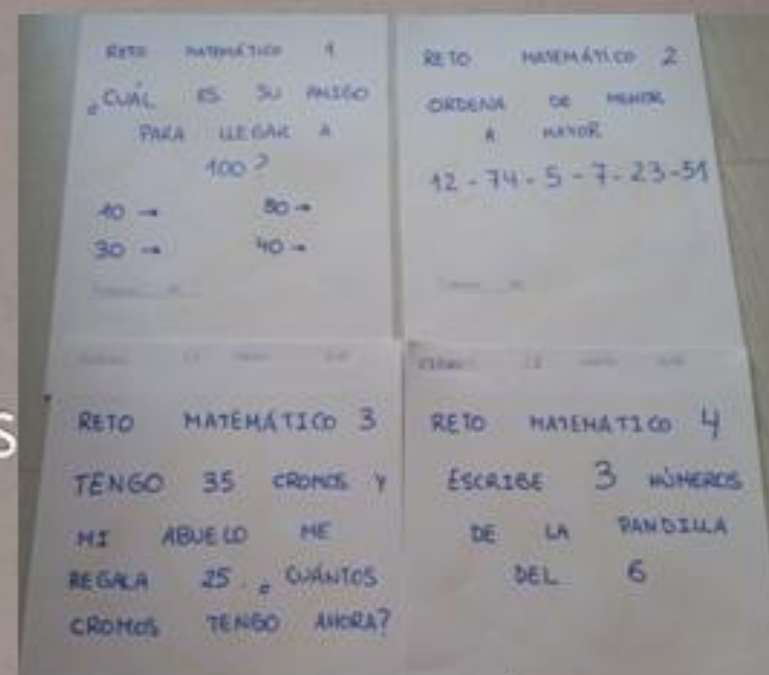 RETO MATEMÁTICO 1
¿CUÁL ES SU AMIGO
PARA LLEGAR A
100?
10 → 80 →
30 → 40 →
RETO MATEMÁTICO 2
ORDENA DE MENOR
A MAYOR
12 - 74 - 5 - 7 - 23 - 51
RETO MATEMÁTICO 3
TENGO 35 CROMOS Y
MI ABUELO ME
REGALA 25 ¿CUÁNTOS
CROMOS TENGO AHORA?
RETO MATEMÁTICO 4
ESCRIBE 3 NÚMEROS
DE LA PANDILLA
DEL 6
S